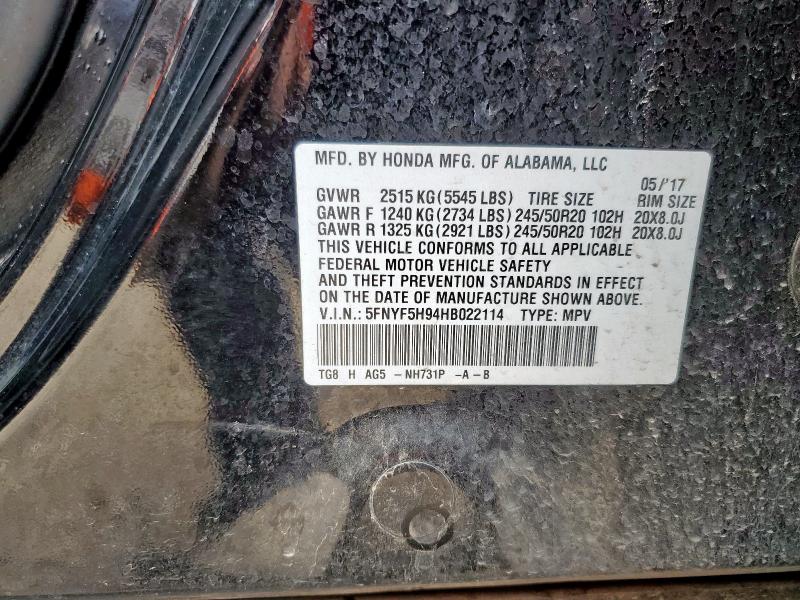 MFD. BY HONDA MFG. OF ALABAMA, LLC
05/'17
GVWR 2515 KG (5545 LBS) TIRE SIZE RIM SIZE
GAWR F 1240 KG (2734 LBS) 245/50R20 102H 20X8.0J
GAWR R 1325 KG (2921 LBS) 245/50R20 102H 20X8.0J
THIS VEHICLE CONFORMS TO ALL APPLICABLE
FEDERAL MOTOR VEHICLE SAFETY
AND THEFT PREVENTION STANDARDS IN EFFECT
ON THE DATE OF MANUFACTURE SHOWN ABOVE.
V.I.N.: 5FNYF5H94HB022114 TYPE: MPV
TG8 H AG5 -NH731P -A-B